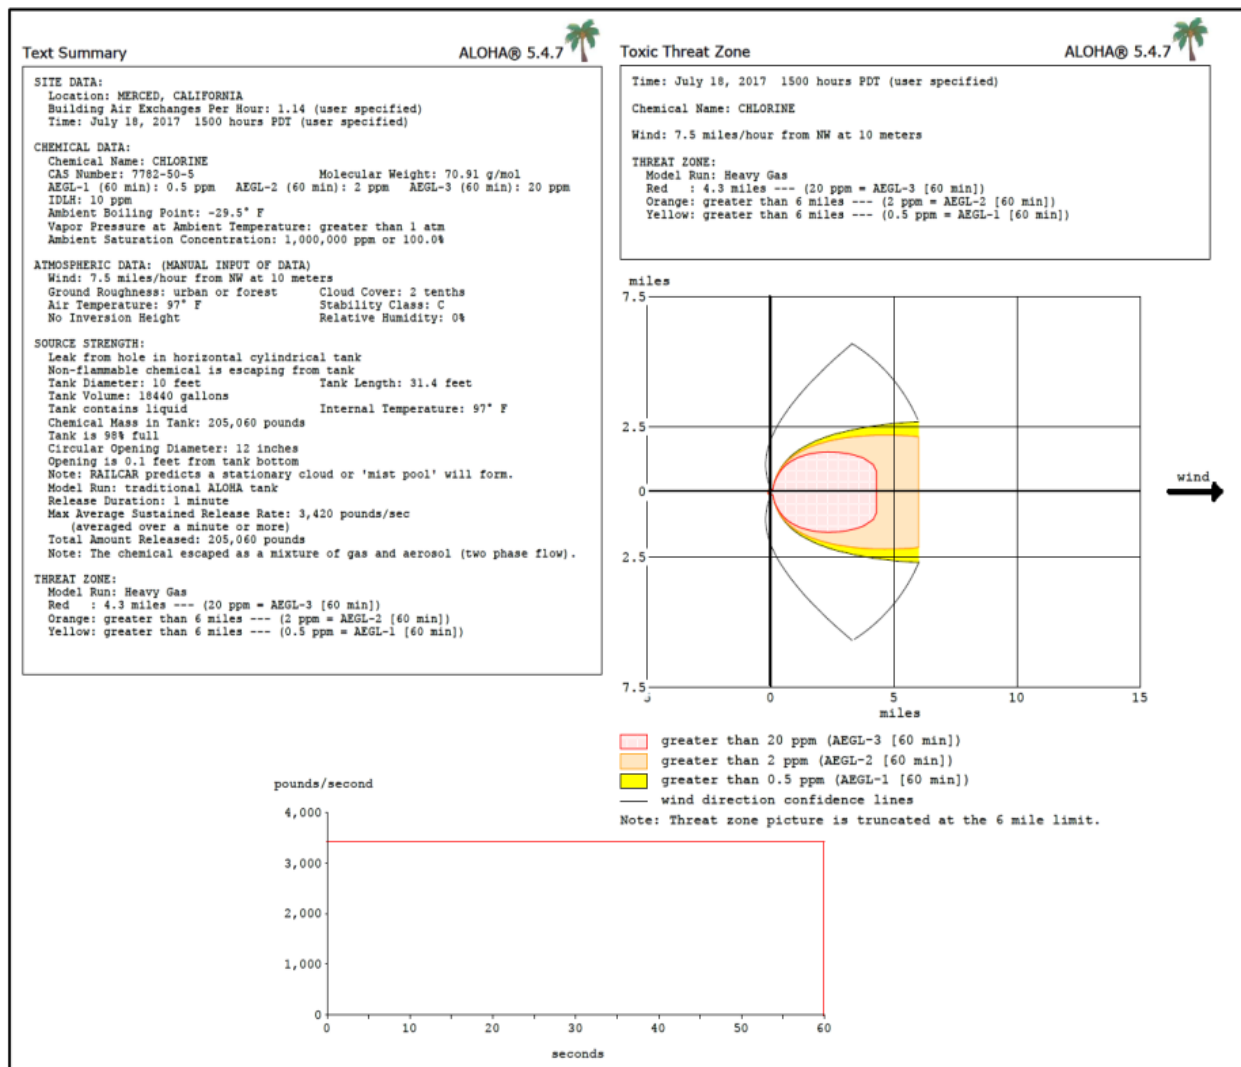 Text Summary
ALOHA® 5.4.7
SITE DATA:
Location: MERCED, CALIFORNIA
Building Air Exchanges Per Hour: 1.14 (user specified)
Time: July 18, 2017  1500 hours PDT (user specified)
CHEMICAL DATA:
Chemical Name: CHLORINE
CAS Number: 7782-50-5   Molecular Weight: 70.91 g/mol
AEGL-1 (60 min): 0.5 ppm   AEGL-2 (60 min): 2 ppm   AEGL-3 (60 min): 20 ppm
IDLH: 10 ppm
Ambient Boiling Point: -29.5° F
Vapor Pressure at Ambient Temperature: greater than 1 atm
Ambient Saturation Concentration: 1,000,000 ppm or 100.0%
ATMOSPHERIC DATA: (MANUAL INPUT OF DATA)
Wind: 7.5 miles/hour from NW at 10 meters
Ground Roughness: urban or forest   Cloud Cover: 2 tenths
Air Temperature: 97° F   Stability Class: C
No Inversion Height   Relative Humidity: 0%
SOURCE STRENGTH:
Leak from hole in horizontal cylindrical tank
Non-flammable chemical is escaping from tank
Tank Diameter: 10 feet   Tank Length: 31.4 feet
Tank Volume: 18440 gallons
Tank contains liquid   Internal Temperature: 97° F
Chemical Mass in Tank: 205,060 pounds
Tank is 98% full
Circular Opening Diameter: 12 inches
Opening is 0.1 feet from tank bottom
Note: RAILCAR predicts a stationary cloud or 'mist pool' will form.
Model Run: traditional ALOHA tank
Release Duration: 1 minute
Max Average Sustained Release Rate: 3,420 pounds/sec
(averaged over a minute or more)
Total Amount Released: 205,060 pounds
Note: The chemical escaped as a mixture of gas and aerosol (two phase flow).
THREAT ZONE:
Model Run: Heavy Gas
Red   : 4.3 miles --- (20 ppm = AEGL-3 [60 min])
Orange: greater than 6 miles --- (2 ppm = AEGL-2 [60 min])
Yellow: greater than 6 miles --- (0.5 ppm = AEGL-1 [60 min])
Toxic Threat Zone
ALOHA® 5.4.7
Time: July 18, 2017  1500 hours PDT (user specified)
Chemical Name: CHLORINE
Wind: 7.5 miles/hour from NW at 10 meters
THREAT ZONE:
Model Run: Heavy Gas
Red   : 4.3 miles --- (20 ppm = AEGL-3 [60 min])
Orange: greater than 6 miles --- (2 ppm = AEGL-2 [60 min])
Yellow: greater than 6 miles --- (0.5 ppm = AEGL-1 [60 min])
miles
7.5
2.5
0
wind
2.5
7.5
5 0 5 10 15
miles
greater than 20 ppm (AEGL-3 [60 min])
greater than 2 ppm (AEGL-2 [60 min])
greater than 0.5 ppm (AEGL-1 [60 min])
wind direction confidence lines
Note: Threat zone picture is truncated at the 6 mile limit.
pounds/second
4,000
3,000
2,000
1,000
0
0 10 20 30 40 50 60
seconds